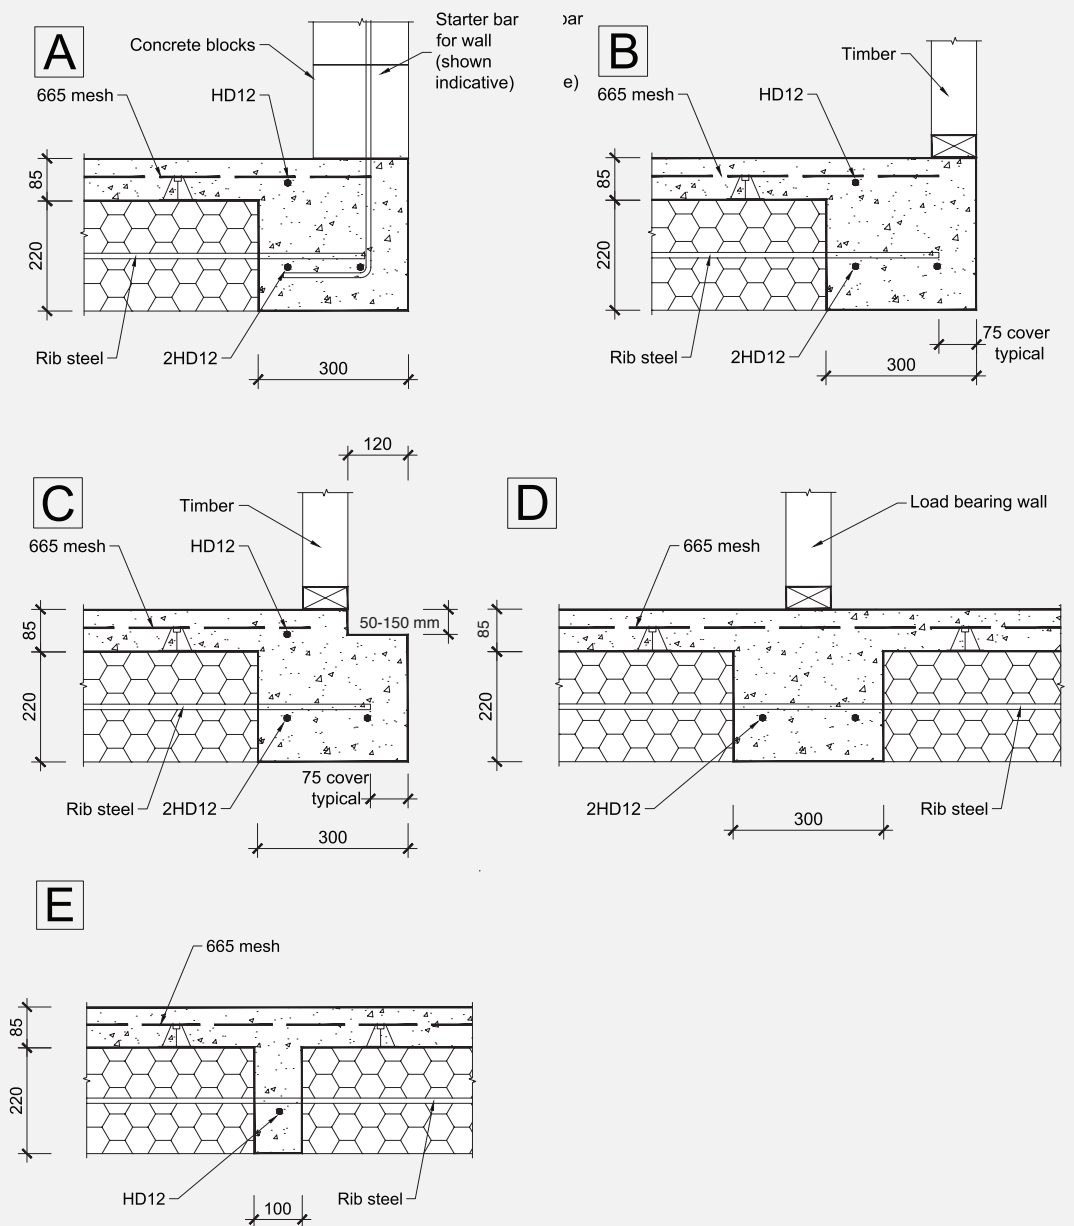 A
Concrete blocks
Starter bar
for wall
(shown
indicative)
665 mesh
HD12
85
220
Rib steel
2HD12
300
bar
e)
B
Timber
665 mesh
HD12
85
220
Rib steel
2HD12
75 cover
typical
300
120
C
Timber
665 mesh
HD12
50-150 mm
85
220
75 cover
typical
Rib steel
2HD12
300
D
Load bearing wall
665 mesh
85
220
2HD12
Rib steel
300
E
665 mesh
85
220
HD12
Rib steel
100